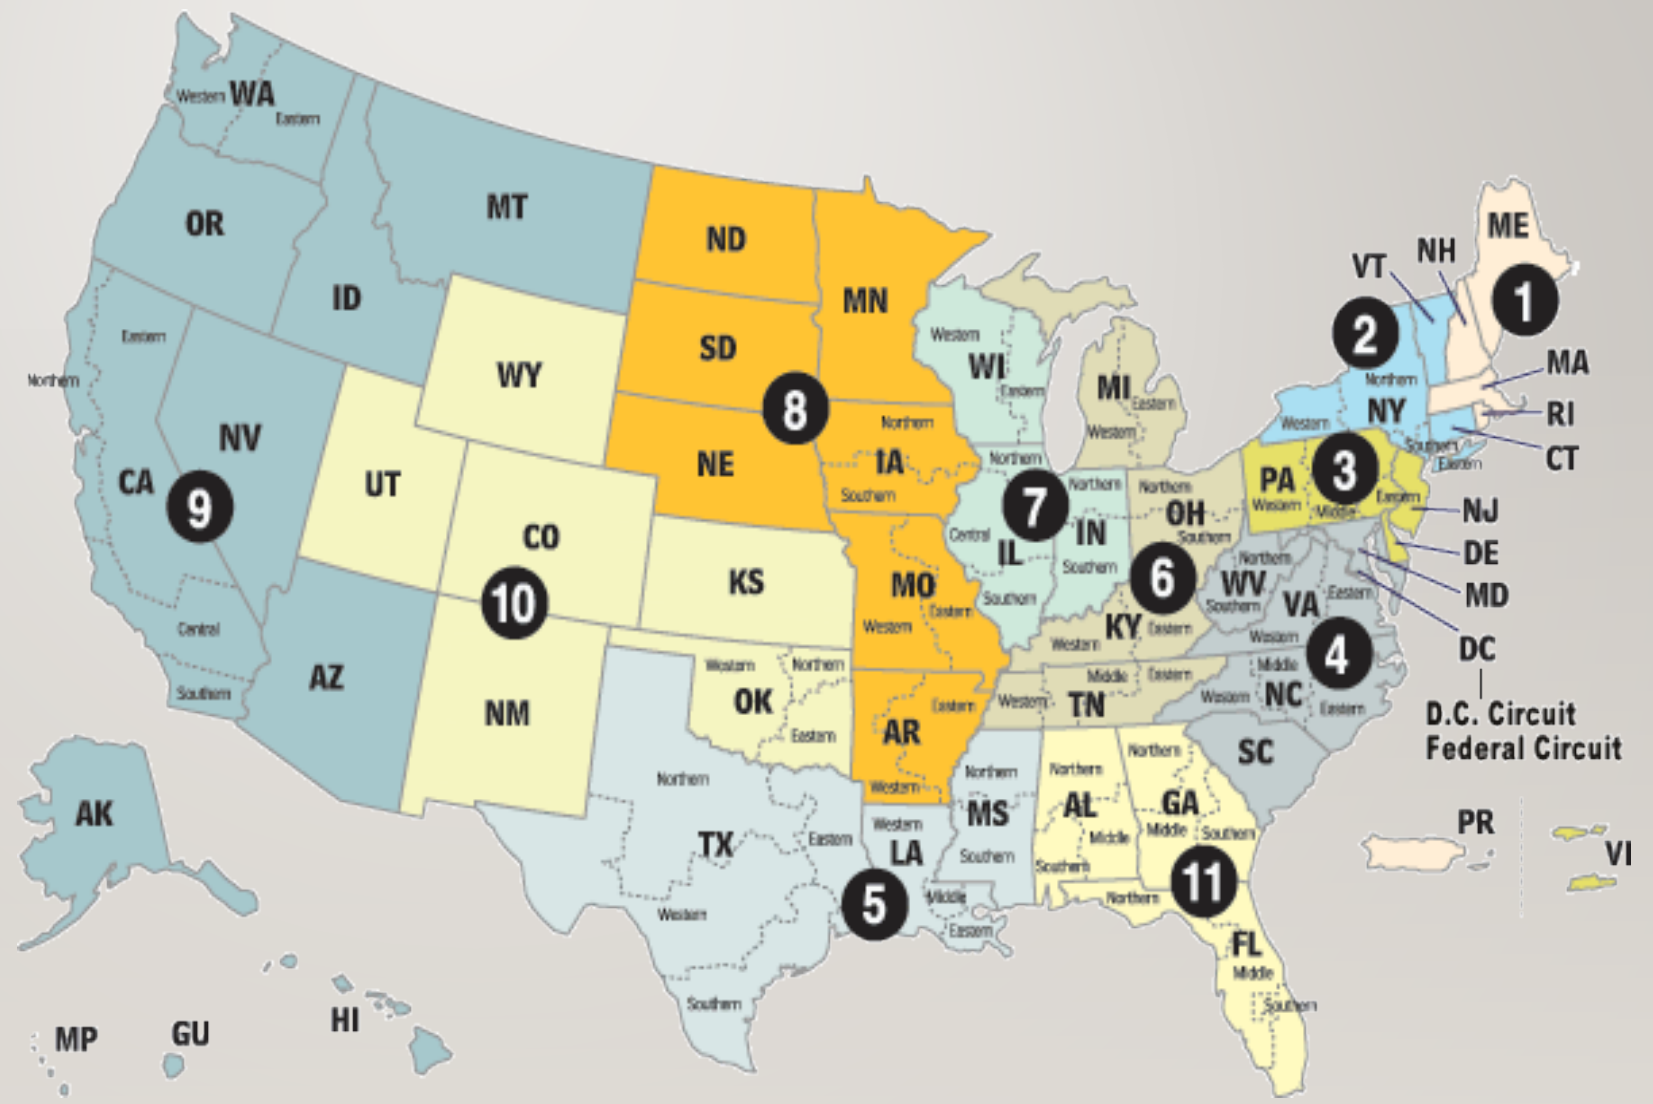 WA
Western
Eastern
OR
MT
ID
ND
MN
SD
WY
NE
8
Northern
IA
Southern
Eastern
Northern
NV
CA
9
Central
Southern
UT
CO
10
KS
AZ
NM
Western
Northern
OK
Eastern
MO
Western
Eastern
AR
Eastern
Western
Western
WI
Eastern
Northern
7
Central
IL
Southern
Northern
IN
Southern
MI
Eastern
Western
Northern
OH
Southern
6
KY
Western
Eastern
Western
Middle
Eastern
TN
ME
1
NH
VT
2
MA
RI
CT
Northern
NY
Western
Southern
Eastern
PA
3
Western
Middle
Eastern
NJ
DE
MD
DC
D.C. Circuit
Federal Circuit
Northern
WV
Southern
VA
Eastern
Western
4
Middle
Western
NC
Eastern
SC
Northern
TX
Eastern
Western
Southern
5
Western
LA
Middle
Eastern
Northern
MS
Southern
Northern
AL
Middle
Southern
Northern
GA
Middle
Southern
11
Northern
FL
Middle
Southern
PR
VI
AK
HI
GU
MP